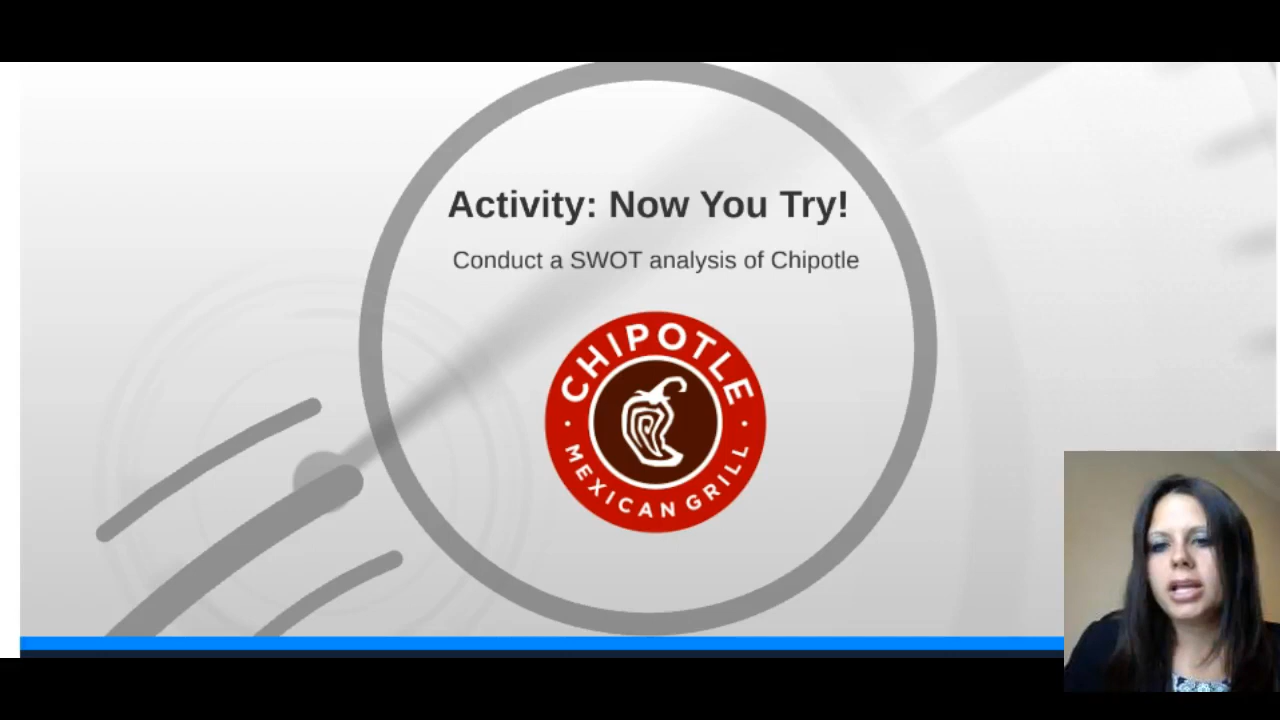 Activity: Now You Try!
Conduct a SWOT analysis of Chipotle
CHIPOTLE
MEXICAN GRILL